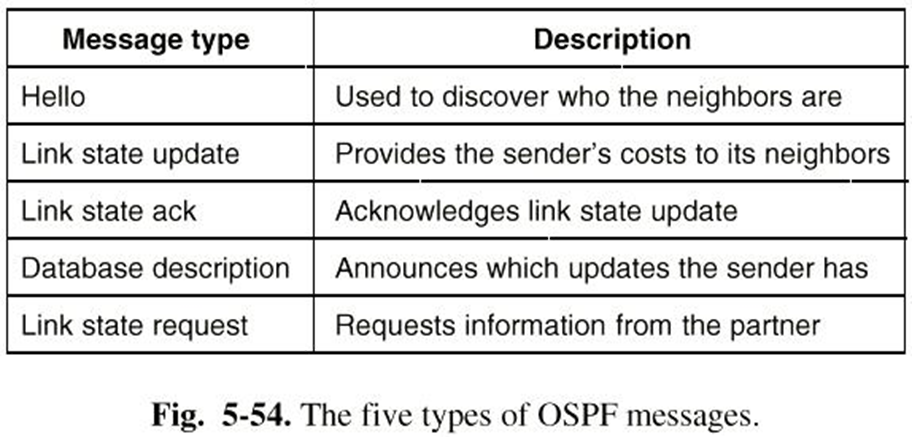 Message type Description
Hello Used to discover who the neighbors are
Link state update Provides the sender's costs to its neighbors
Link state ack Acknowledges link state update
Database description Announces which updates the sender has
Link state request Requests information from the partner
Fig. 5-54. The five types of OSPF messages.